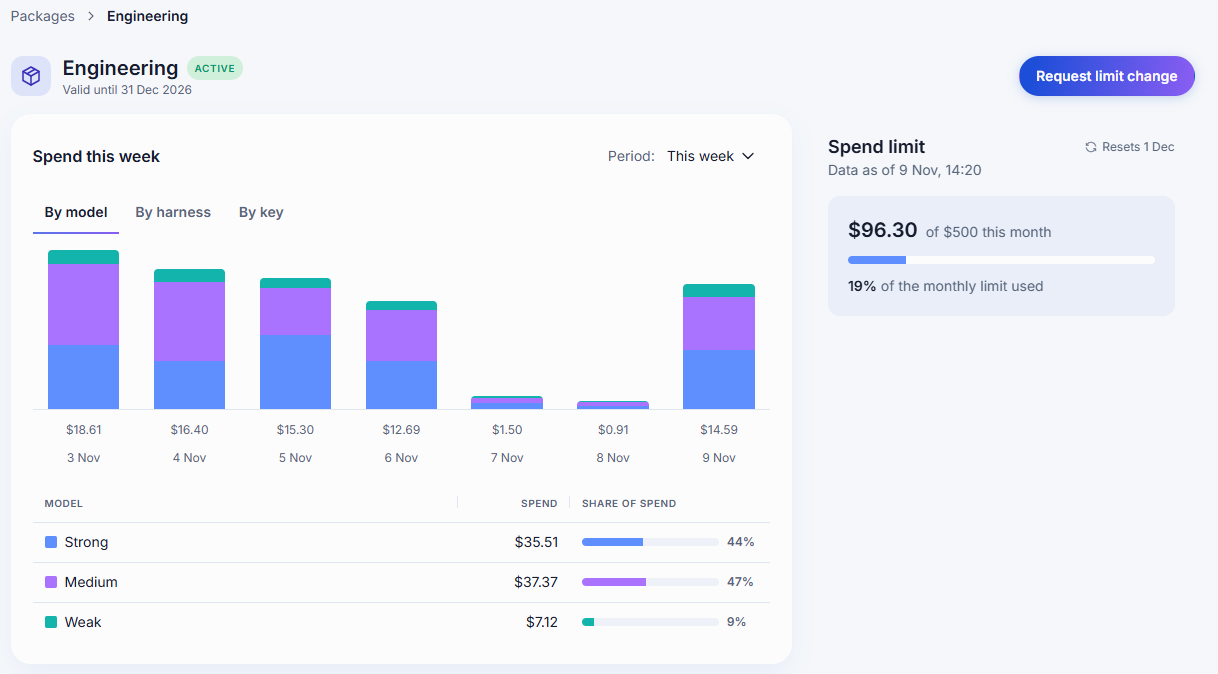 Packages > Engineering
Engineering ACTIVE
Valid until 31 Dec 2026
Request limit change
Spend this week
Period: This week
By model By harness By key
$18.61 $16.40 $15.30 $12.69 $1.50 $0.91 $14.59
3 Nov 4 Nov 5 Nov 6 Nov 7 Nov 8 Nov 9 Nov
MODEL SPEND SHARE OF SPEND
Strong $35.51 44%
Medium $37.37 47%
Weak $7.12 9%
Spend limit Resets 1 Dec
Data as of 9 Nov, 14:20
$96.30 of $500 this month
19% of the monthly limit used